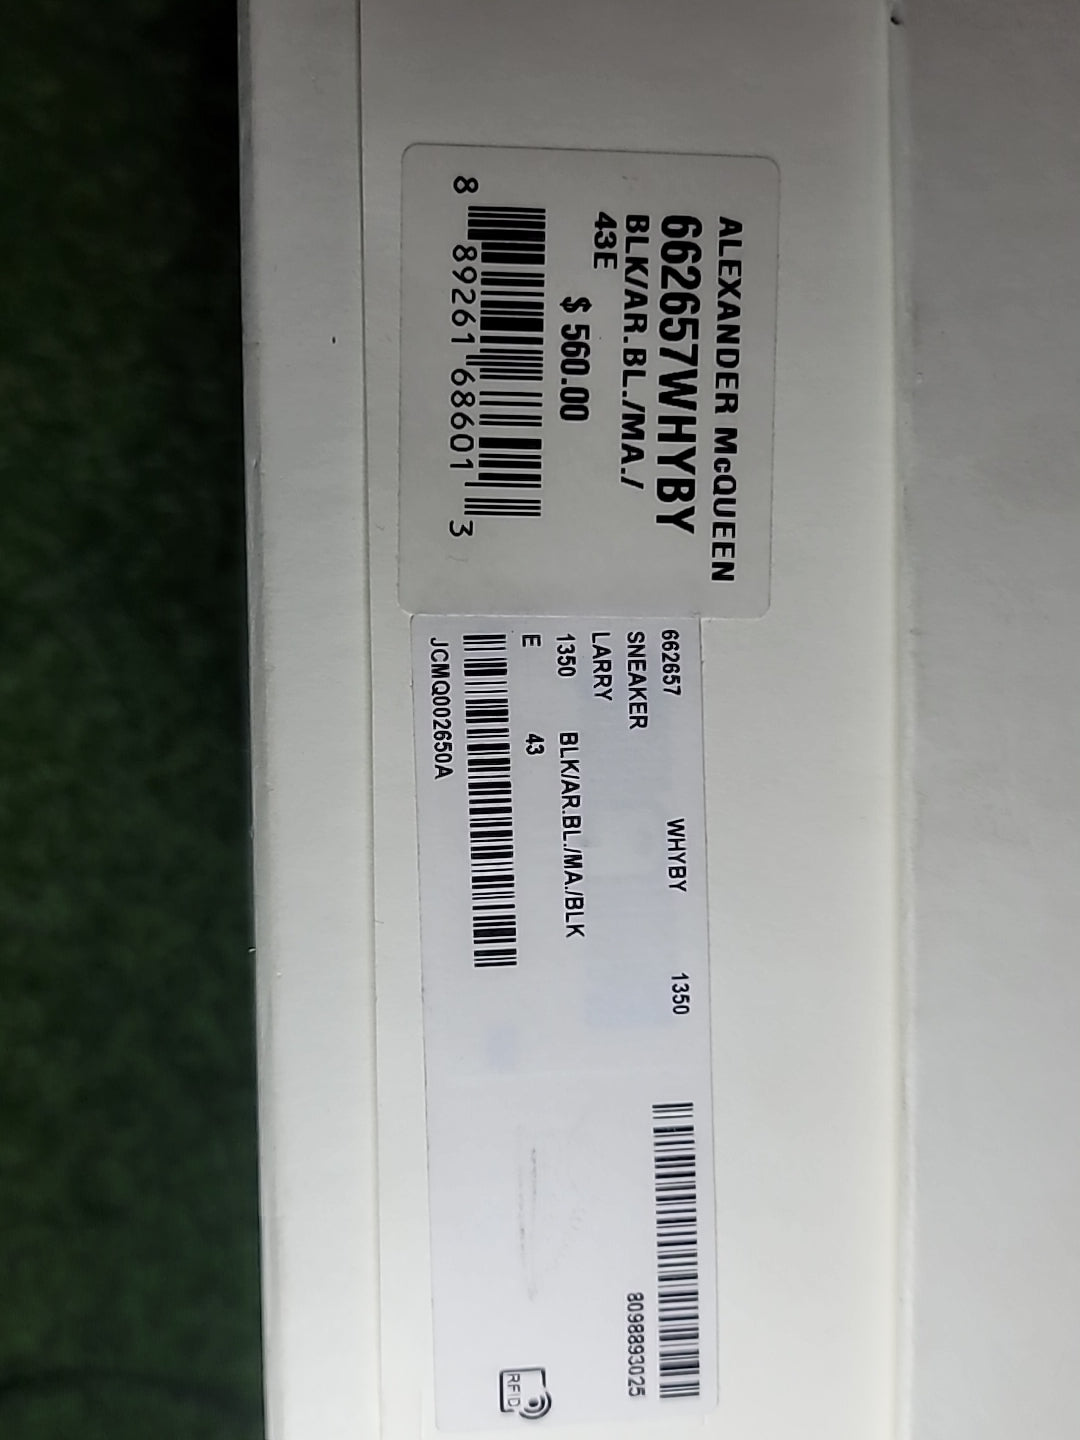 ALEXANDER McQUEEN
662657WHYBY
BLK/AR.BL./MA./
43E
$ 560.00
8 89261 68601 3
662657 WHYBY 1350
SNEAKER
LARRY
1350 BLK/AR.BL./MA./BLK
E 43
JCMQ002650A
8098893025
RFID